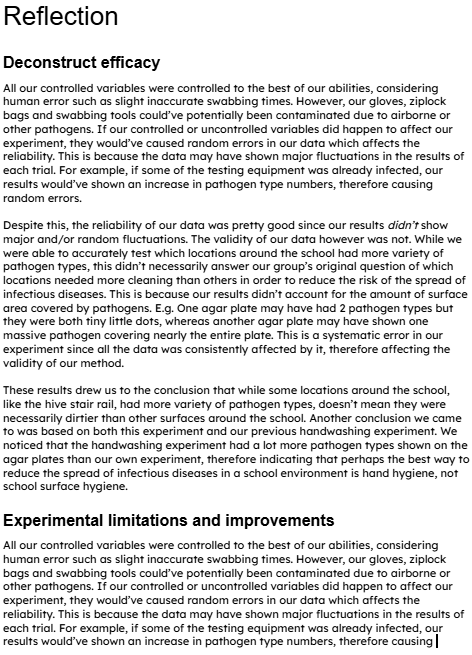 Reflection
Deconstruct efficacy
All our controlled variables were controlled to the best of our abilities, considering
human error such as slight inaccurate swabbing times. However, our gloves, ziplock
bags and swabbing tools could've potentially been contaminated due to airborne or
other pathogens. If our controlled or uncontrolled variables did happen to affect our
experiment, they would've caused random errors in our data which affects the
reliability. This is because the data may have shown major fluctuations in the results of
each trial. For example, if some of the testing equipment was already infected, our
results would've shown an increase in pathogen type numbers, therefore causing
random errors.
Despite this, the reliability of our data was pretty good since our results didn't show
major and/or random fluctuations. The validity of our data however was not. While we
were able to accurately test which locations around the school had more variety of
pathogen types, this didn't necessarily answer our group's original question of which
locations needed more cleaning than others in order to reduce the risk of the spread of
infectious diseases. This is because our results didn't account for the amount of surface
area covered by pathogens. E.g. One agar plate may have had 2 pathogen types but
they were both tiny little dots, whereas another agar plate may have shown one
massive pathogen covering nearly the entire plate. This is a systematic error in our
experiment since all the data was consistently affected by it, therefore affecting the
validity of our method.
These results drew us to the conclusion that while some locations around the school,
like the hive stair rail, had more variety of pathogen types, doesn't mean they were
necessarily dirtier than other surfaces around the school. Another conclusion we came
to was based on both this experiment and our previous handwashing experiment. We
noticed that the handwashing experiment had a lot more pathogen types shown on the
agar plates than our own experiment, therefore indicating that perhaps the best way to
reduce the spread of infectious diseases in a school environment is hand hygiene, not
school surface hygiene.
Experimental limitations and improvements
All our controlled variables were controlled to the best of our abilities, considering
human error such as slight inaccurate swabbing times. However, our gloves, ziplock
bags and swabbing tools could've potentially been contaminated due to airborne or
other pathogens. If our controlled or uncontrolled variables did happen to affect our
experiment, they would've caused random errors in our data which affects the
reliability. This is because the data may have shown major fluctuations in the results of
each trial. For example, if some of the testing equipment was already infected, our
results would've shown an increase in pathogen type numbers, therefore causing